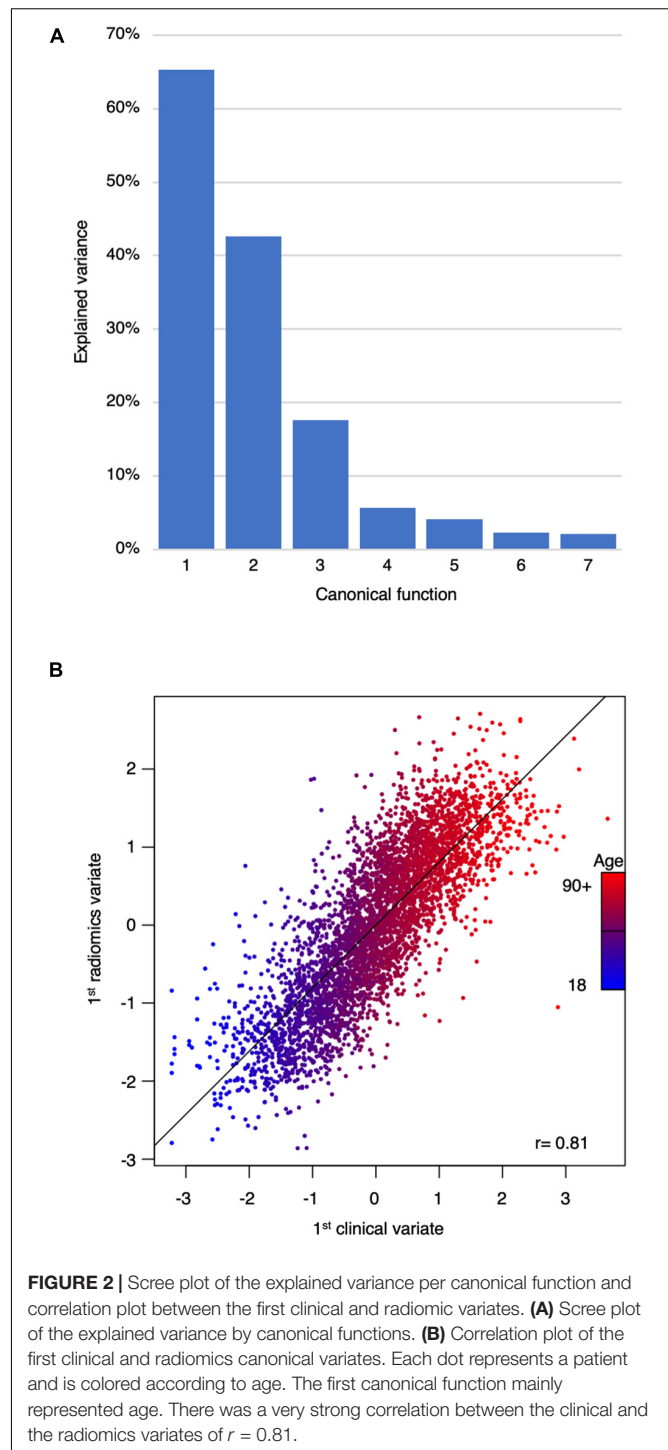 A
70%
60%
50%
40%
30%
20%
10%
0%
Explained variance
1 2 3 4 5 6 7
Canonical function
B
2
1
0
-1
-2
-3
1st radiomics variate
Age
90+
18
r= 0.81
-3 -2 -1 0 1 2 3
1st clinical variate
FIGURE 2 | Scree plot of the explained variance per canonical function and
correlation plot between the first clinical and radiomic variates. (A) Scree plot
of the explained variance by canonical functions. (B) Correlation plot of the
first clinical and radiomics canonical variates. Each dot represents a patient
and is colored according to age. The first canonical function mainly
represented age. There was a very strong correlation between the clinical and
the radiomics variates of r = 0.81.